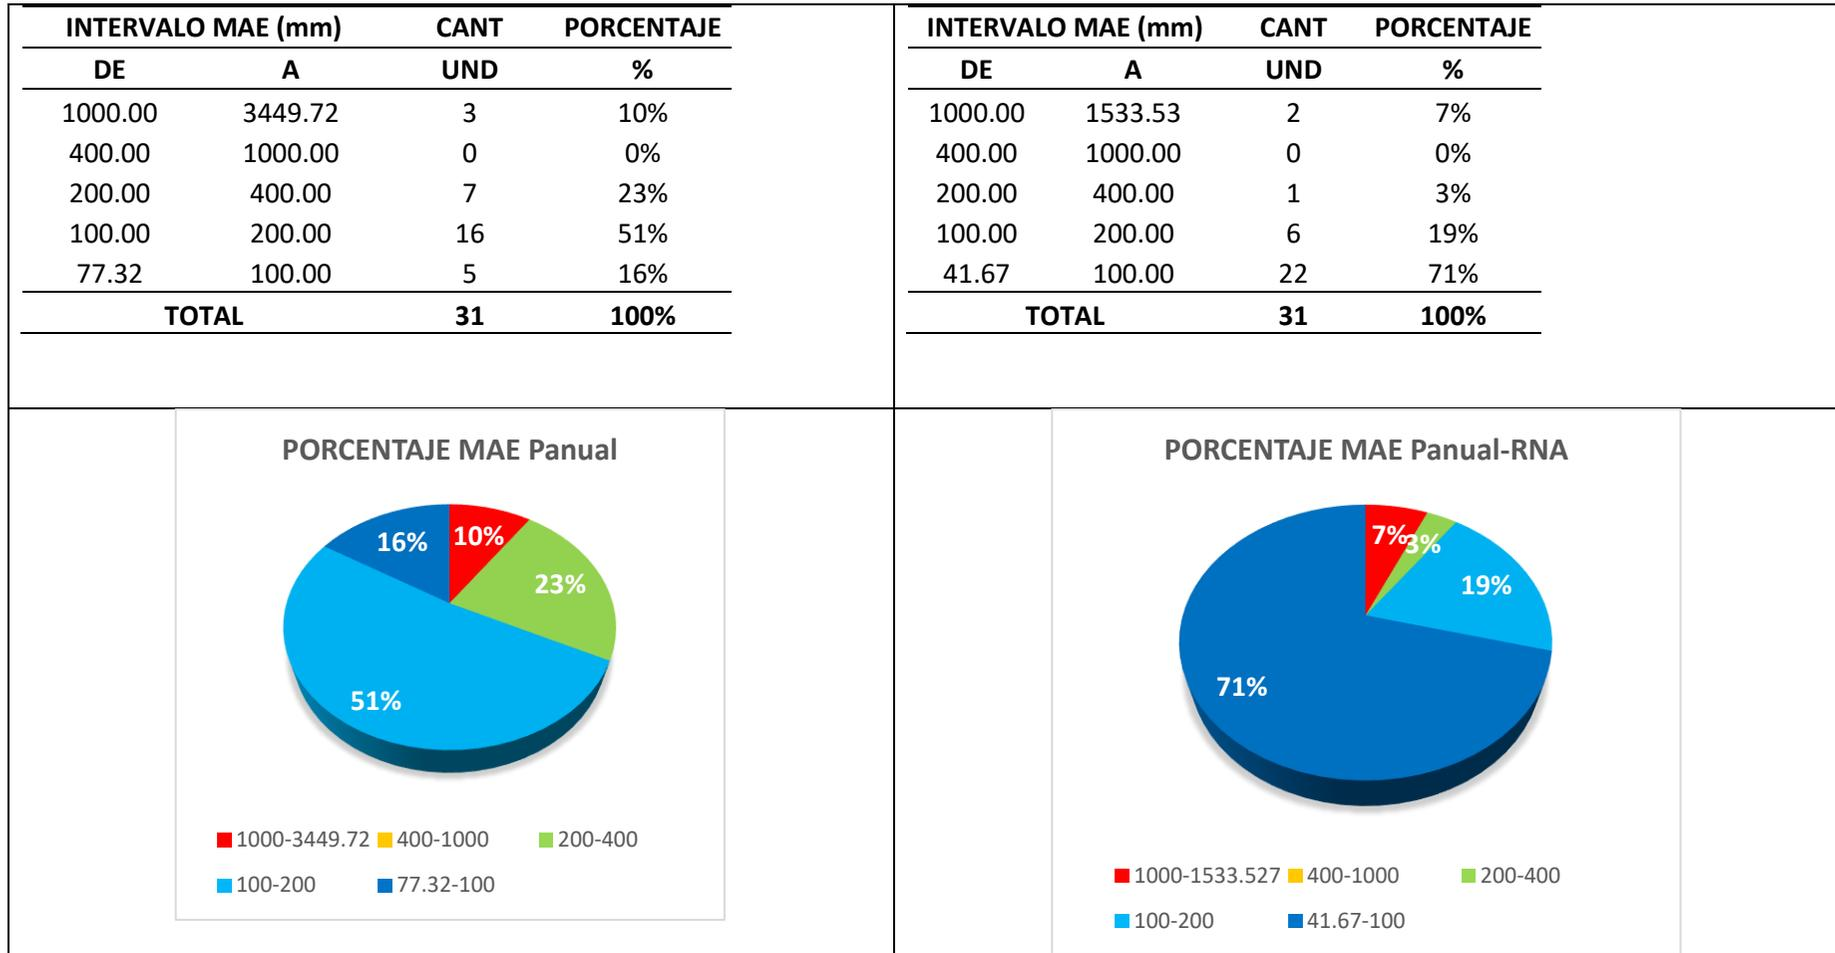 INTERVALO MAE (mm) CANT PORCENTAJE
DE A UND %
1000.00 3449.72 3 10%
400.00 1000.00 0 0%
200.00 400.00 7 23%
100.00 200.00 16 51%
77.32 100.00 5 16%
TOTAL 31 100%
INTERVALO MAE (mm) CANT PORCENTAJE
DE A UND %
1000.00 1533.53 2 7%
400.00 1000.00 0 0%
200.00 400.00 1 3%
100.00 200.00 6 19%
41.67 100.00 22 71%
TOTAL 31 100%
PORCENTAJE MAE Panual
16% 10%
23%
51%
1000-3449.72 400-1000 200-400
100-200 77.32-100
PORCENTAJE MAE Panual-RNA
7% 3%
19%
71%
1000-1533.527 400-1000 200-400
100-200 41.67-100